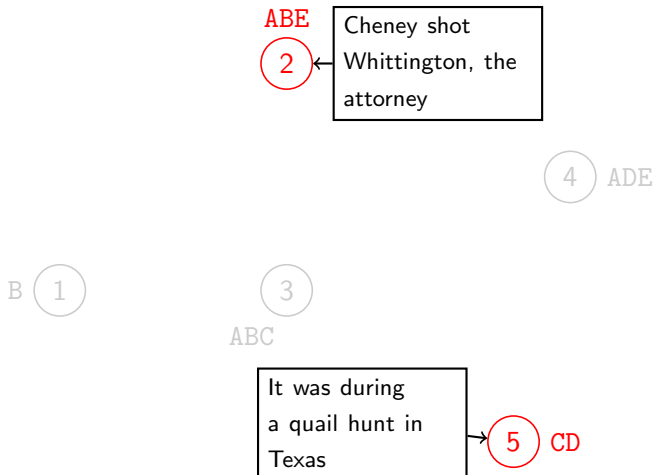 ABE
2
Cheney shot
Whittington, the
attorney
4 ADE
B 1
3
ABC
It was during
a quail hunt in
Texas
5 CD